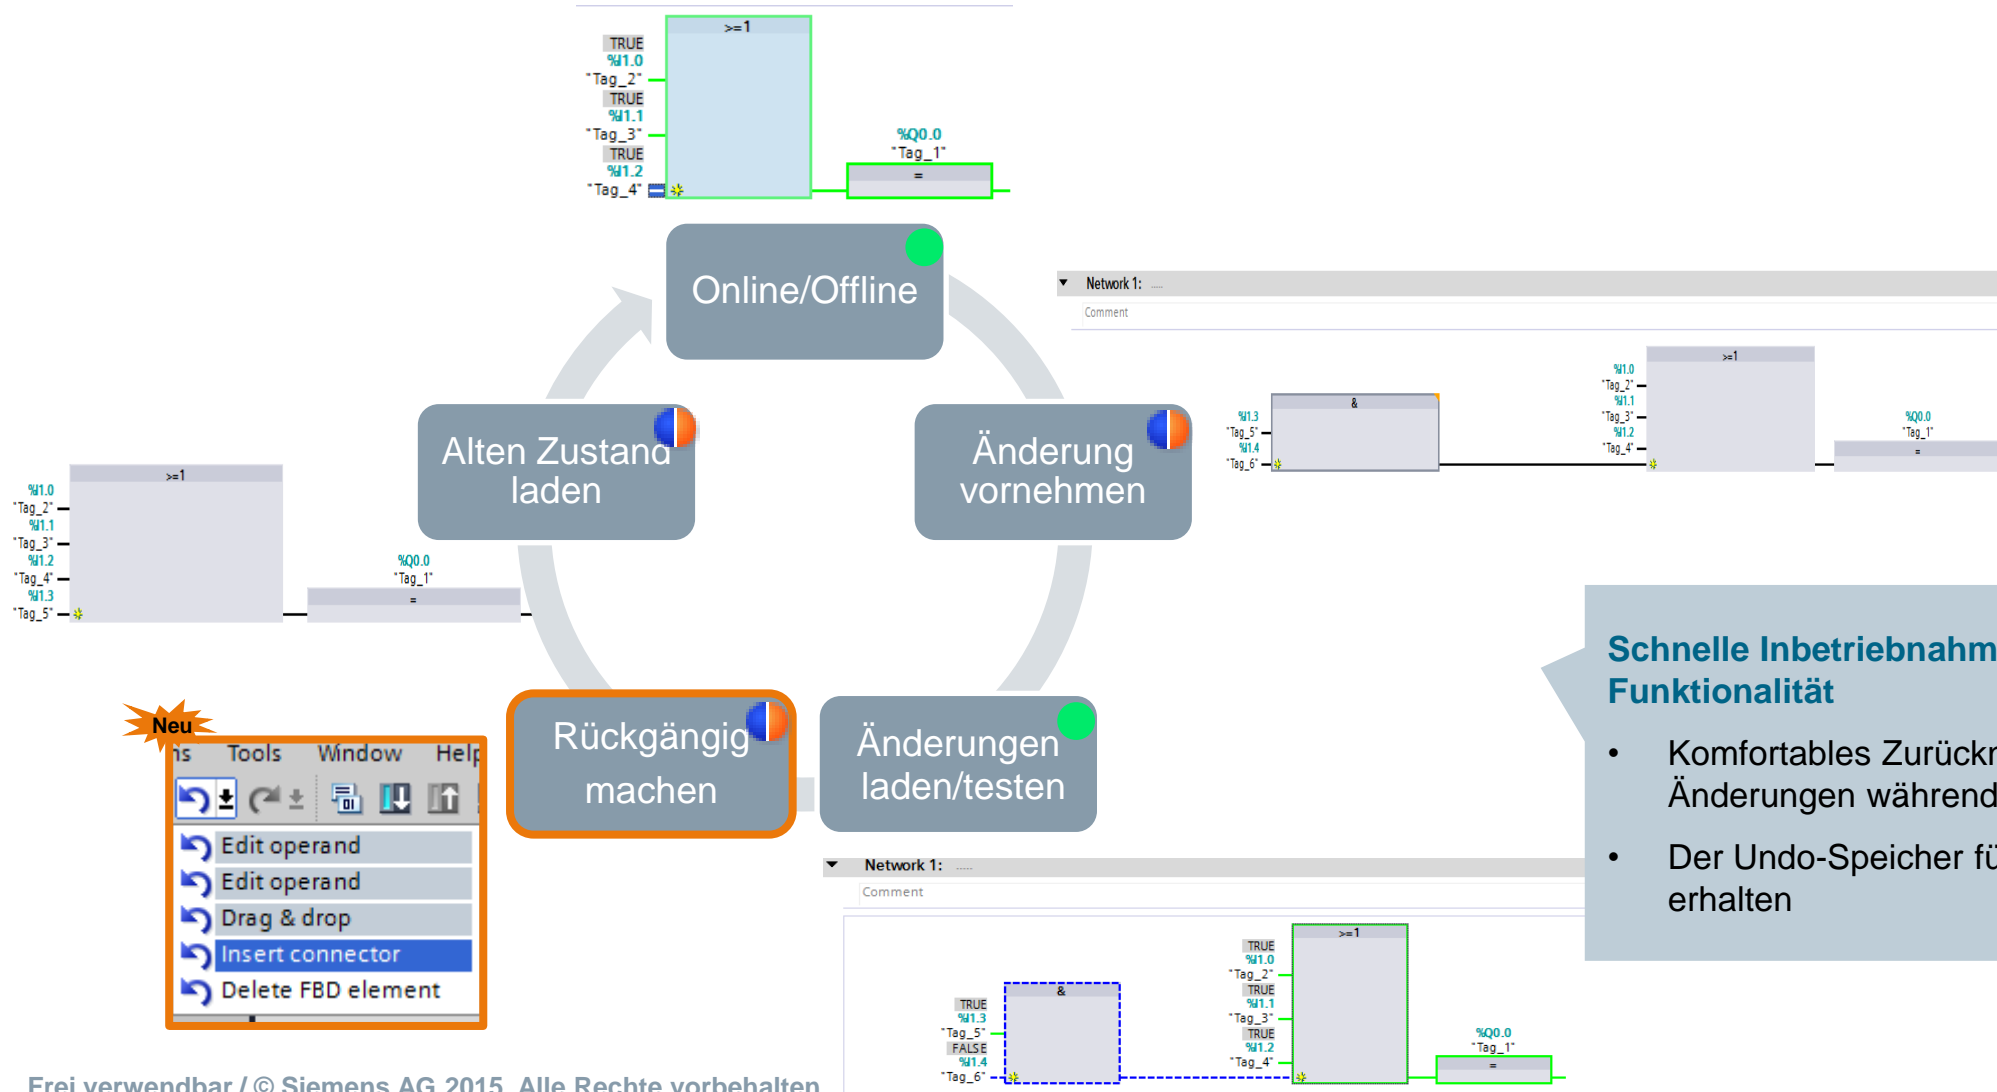 >=1
TRUE
%I1.0
"Tag_2"
TRUE
%I1.1
"Tag_3"
TRUE
%I1.2
"Tag_4"
%Q0.0
"Tag_1"
=
Online/Offline
Network 1: .....
Comment
&
%I1.3
"Tag_5"
%I1.4
"Tag_6"
>=1
%I1.0
"Tag_2"
%I1.1
"Tag_3"
%I1.2
"Tag_4"
%Q0.0
"Tag_1"
=
Alten Zustand
laden
Änderung
vornehmen
>=1
%I1.0
"Tag_2"
%I1.1
"Tag_3"
%I1.2
"Tag_4"
%I1.3
"Tag_5"
%Q0.0
"Tag_1"
=
Schnelle Inbetriebnahm
Funktionalität
• Komfortables Zurückn
Änderungen während
• Der Undo-Speicher fü
erhalten
Neu
ns Tools Window Help
Edit operand
Edit operand
Drag & drop
Insert connector
Delete FBD element
Rückgängig
machen
Änderungen
laden/testen
Network 1: .....
Comment
&
TRUE
%I1.3
"Tag_5"
FALSE
%I1.4
"Tag_6"
>=1
TRUE
%I1.0
"Tag_2"
TRUE
%I1.1
"Tag_3"
TRUE
%I1.2
"Tag_4"
%Q0.0
"Tag_1"
=
Frei verwendbar / © Siemens AG 2015. Alle Rechte vorbehalten